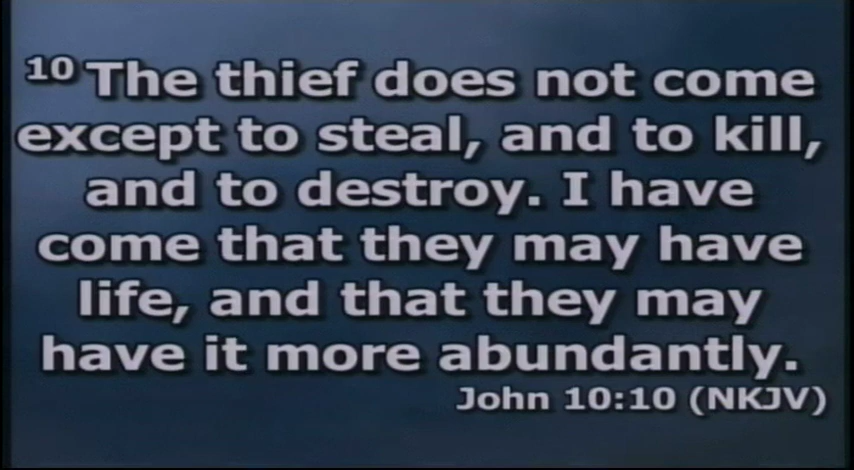 10 The thief does not come
except to steal, and to kill,
and to destroy. I have
come that they may have
life, and that they may
have it more abundantly.
John 10:10 (NKJV)